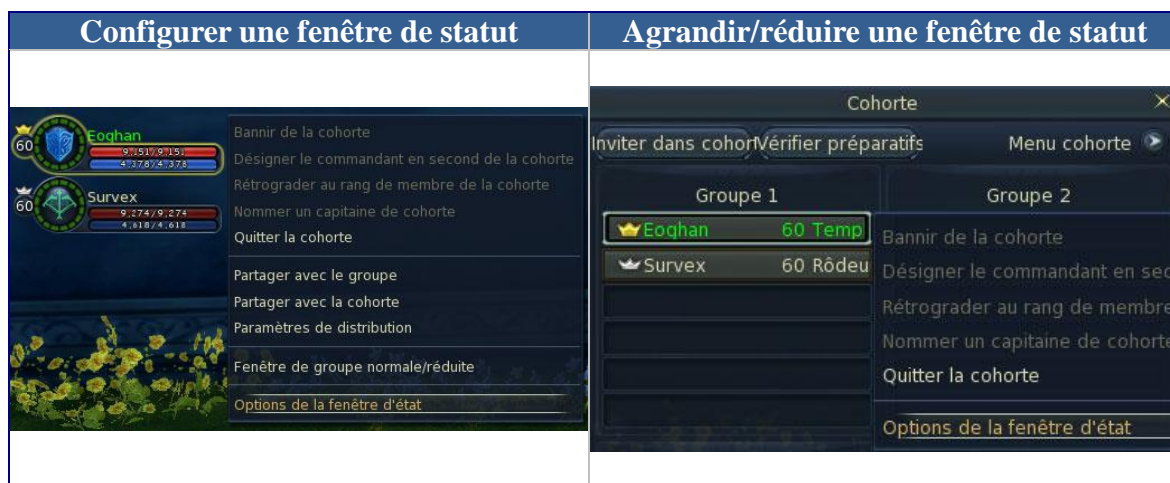 Configurer une fenêtre de statut
Agrandir/réduire une fenêtre de statut
60
Eoghan
9,151/9,151
4,378/4,378
60
Survex
9,274/9,274
4,618/4,618
Bannir de la cohorte
Désigner le commandant en second de la cohorte
Rétrograder au rang de membre de la cohorte
Nommer un capitaine de cohorte
Quitter la cohorte
Partager avec le groupe
Partager avec la cohorte
Paramètres de distribution
Fenêtre de groupe normale/réduite
Options de la fenêtre d'état
Cohorte
Inviter dans cohor Vérifier préparatifs Menu cohorte
Groupe 1 Groupe 2
Eoghan 60 Temp
Survex 60 Rôdeu
Bannir de la cohorte
Désigner le commandant en sec
Rétrograder au rang de membre
Nommer un capitaine de cohorte
Quitter la cohorte
Options de la fenêtre d'état